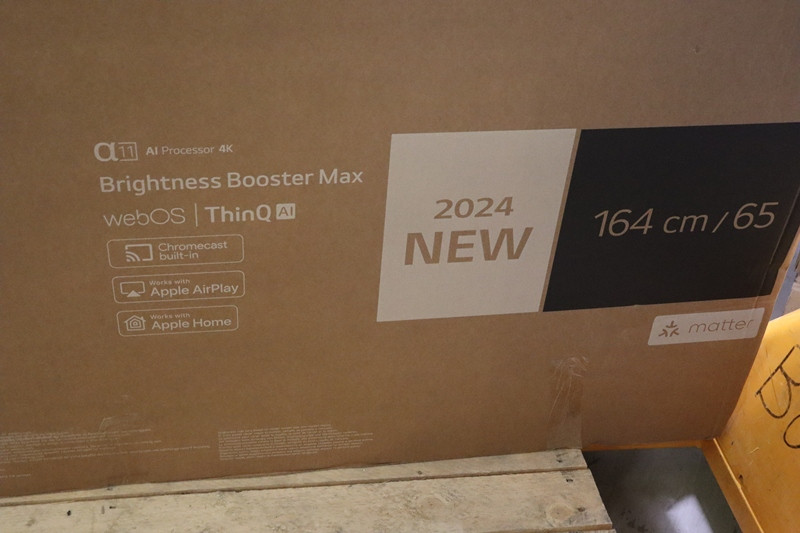 α11 AI Processor 4K
Brightness Booster Max
webOS | ThinQ AI
Chromecast
built-in
Works with
Apple AirPlay
Works with
Apple Home
2024
NEW
164 cm / 65
matter